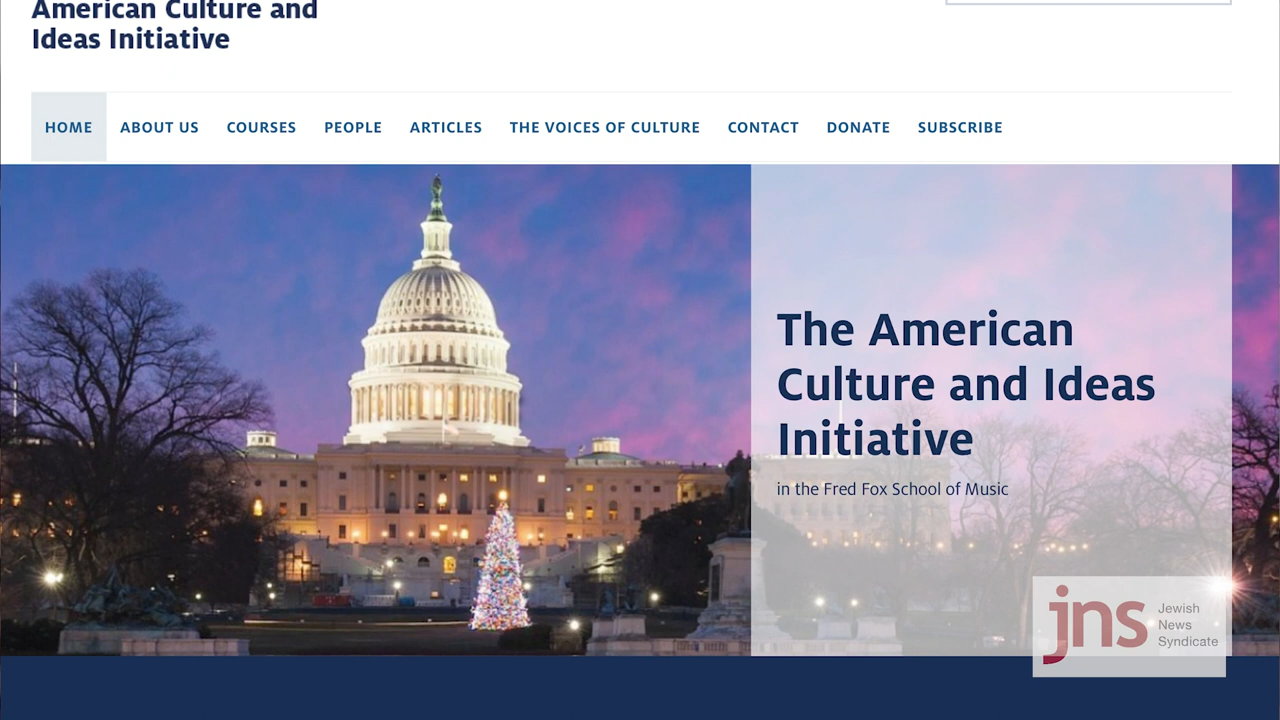 American Culture and
Ideas Initiative
HOME ABOUT US COURSES PEOPLE ARTICLES THE VOICES OF CULTURE CONTACT DONATE SUBSCRIBE
The American
Culture and Ideas
Initiative
in the Fred Fox School of Music
jns
Jewish
News
Syndicate